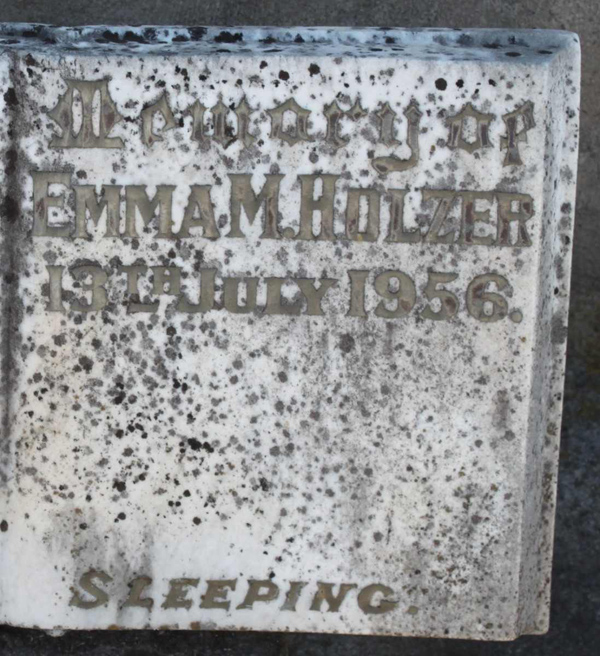 Memory of
EMMA M. HOLZER
13TH JULY 1956.
SLEEPING.